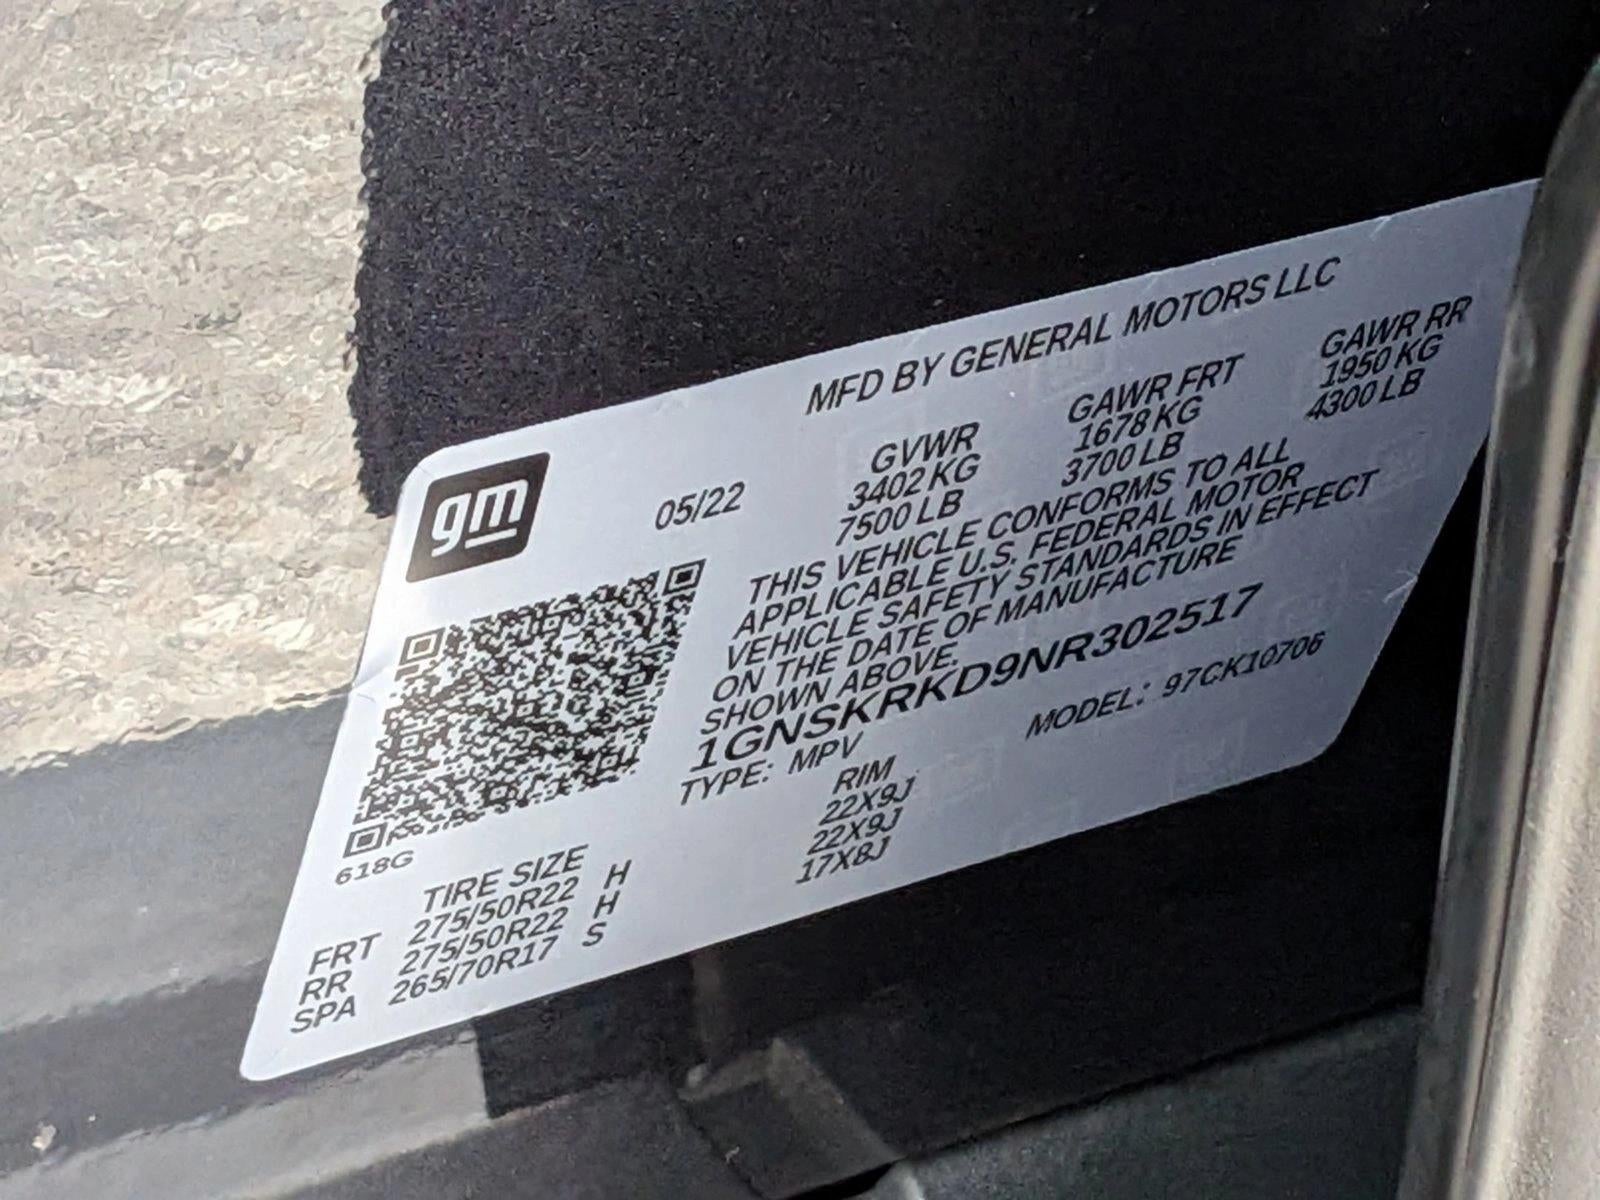 MFD BY GENERAL MOTORS LLC
gm
05/22
GVWR GAWR FRT GAWR RR
3402 KG 1678 KG 1950 KG
7500 LB 3700 LB 4300 LB
THIS VEHICLE CONFORMS TO ALL
APPLICABLE U.S. FEDERAL MOTOR
VEHICLE SAFETY STANDARDS IN EFFECT
ON THE DATE OF MANUFACTURE
SHOWN ABOVE.
1GNSKRKD9NR302517
TYPE: MPV MODEL: 97CK10706
618G
TIRE SIZE RIM
FRT 275/50R22 H 22X9J
RR 275/50R22 H 22X9J
SPA 265/70R17 S 17X8J